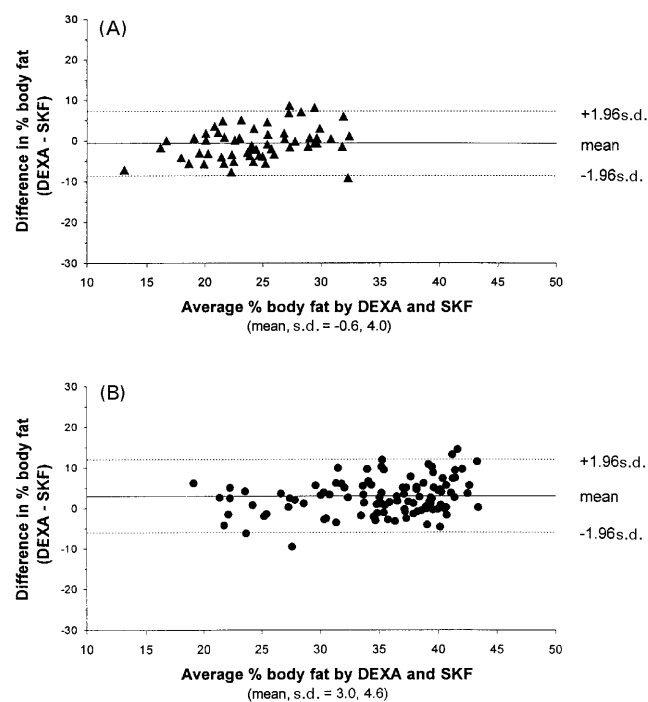 (A)
30
20
10
0
-10
-20
-30
Difference in % body fat
(DEXA - SKF)
+1.96s.d.
mean
-1.96s.d.
10 15 20 25 30 35 40 45 50
Average % body fat by DEXA and SKF
(mean, s.d. = -0.6, 4.0)
(B)
30
20
10
0
-10
-20
-30
Difference in % body fat
(DEXA - SKF)
+1.96s.d.
mean
-1.96s.d.
10 15 20 25 30 35 40 45 50
Average % body fat by DEXA and SKF
(mean, s.d. = 3.0, 4.6)